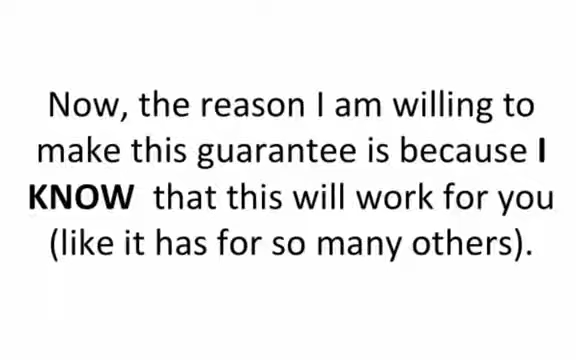 Now, the reason I am willing to
make this guarantee is because I
KNOW that this will work for you
(like it has for so many others).